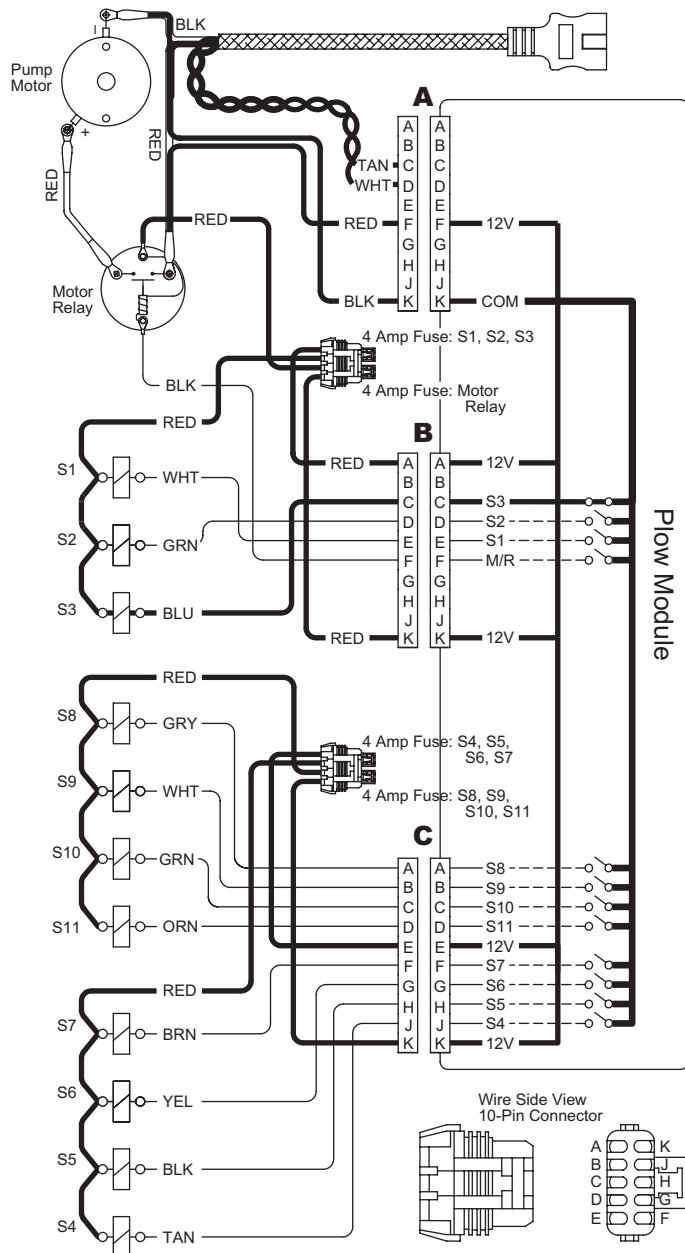 BLK
Pump
Motor
RED
RED
+
–
A
A A
B B
C C
TAN
WHT
D D
E E
RED F F 12V
G G
H H
J J
BLK K K COM
RED
Motor
Relay
4 Amp Fuse: S1, S2, S3
4 Amp Fuse: Motor
Relay
BLK
RED
B
RED A A 12V
B B
S1 WHT
C C S3
D D S2
E E S1
S2 GRN
F F M/R
G G
H H
S3 BLU
J J
RED K K 12V
Plow Module
RED
S8 GRY
4 Amp Fuse: S4, S5,
S6, S7
S9 WHT
4 Amp Fuse: S8, S9,
S10, S11
C
S10 GRN
A A S8
B B S9
C C S10
S11 ORN
D D S11
E E 12V
F F S7
RED
G G S6
H H S5
S7 BRN
J J S4
K K 12V
S6 YEL
S5 BLK
S4 TAN
Wire Side View
10-Pin Connector
A K
B J
C H
D G
E F